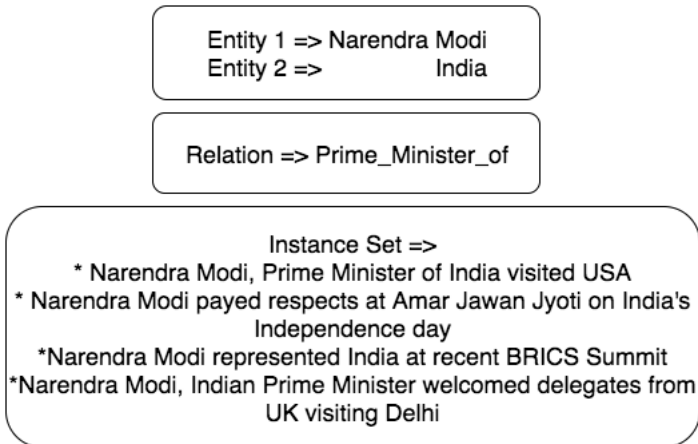 Entity 1 => Narendra Modi
Entity 2 => India
Relation => Prime_Minister_of
Instance Set =>
* Narendra Modi, Prime Minister of India visited USA
* Narendra Modi payed respects at Amar Jawan Jyoti on India's
Independence day
*Narendra Modi represented India at recent BRICS Summit
*Narendra Modi, Indian Prime Minister welcomed delegates from
UK visiting Delhi